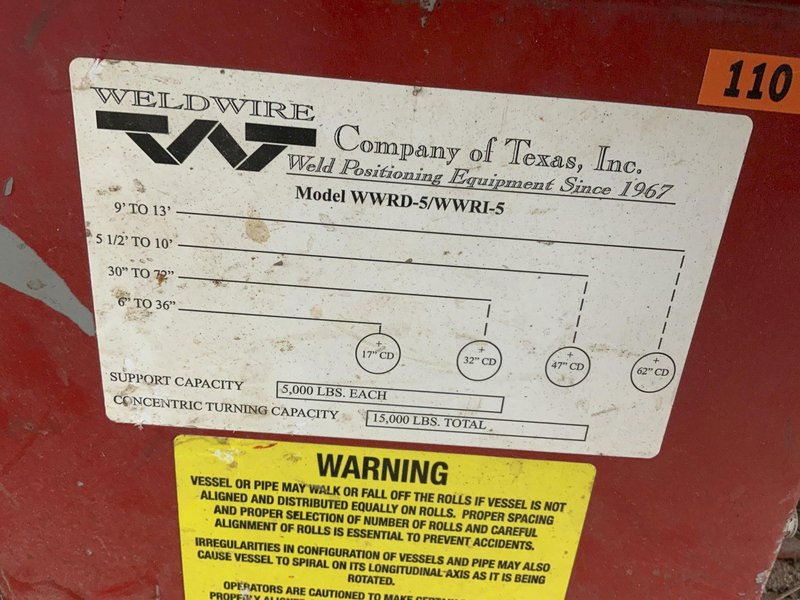 110
WELDWIRE
Company of Texas, Inc.
Weld Positioning Equipment Since 1967
Model WWRD-5/WWRI-5
9' TO 13'
5 1/2' TO 10'
30" TO 72"
6" TO 36"
17" CD
32" CD
47" CD
62" CD
SUPPORT CAPACITY 5,000 LBS. EACH
CONCENTRIC TURNING CAPACITY 15,000 LBS. TOTAL
WARNING
VESSEL OR PIPE MAY WALK OR FALL OFF THE ROLLS IF VESSEL IS NOT
ALIGNED AND DISTRIBUTED EQUALLY ON ROLLS. PROPER SPACING
AND PROPER SELECTION OF NUMBER OF ROLLS AND CAREFUL
ALIGNMENT OF ROLLS IS ESSENTIAL TO PREVENT ACCIDENTS.
IRREGULARITIES IN CONFIGURATION OF VESSELS AND PIPE MAY ALSO
CAUSE VESSEL TO SPIRAL ON ITS LONGITUDINAL AXIS AS IT IS BEING
ROTATED.
OPERATORS ARE CAUTIONED TO MAKE CERTAIN
PROPERLY